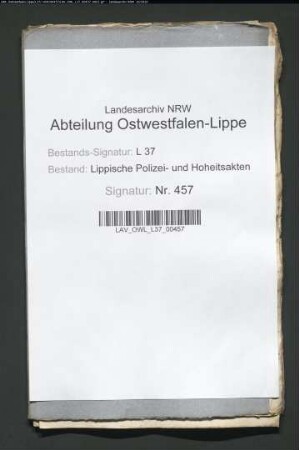 Landesarchiv NRW
Abteilung Ostwestfalen-Lippe
Bestands-Signatur: L 37
Bestand: Lippische Polizei- und Hoheitsakten
Signatur: Nr. 457
LAV_OWL_L37_00457